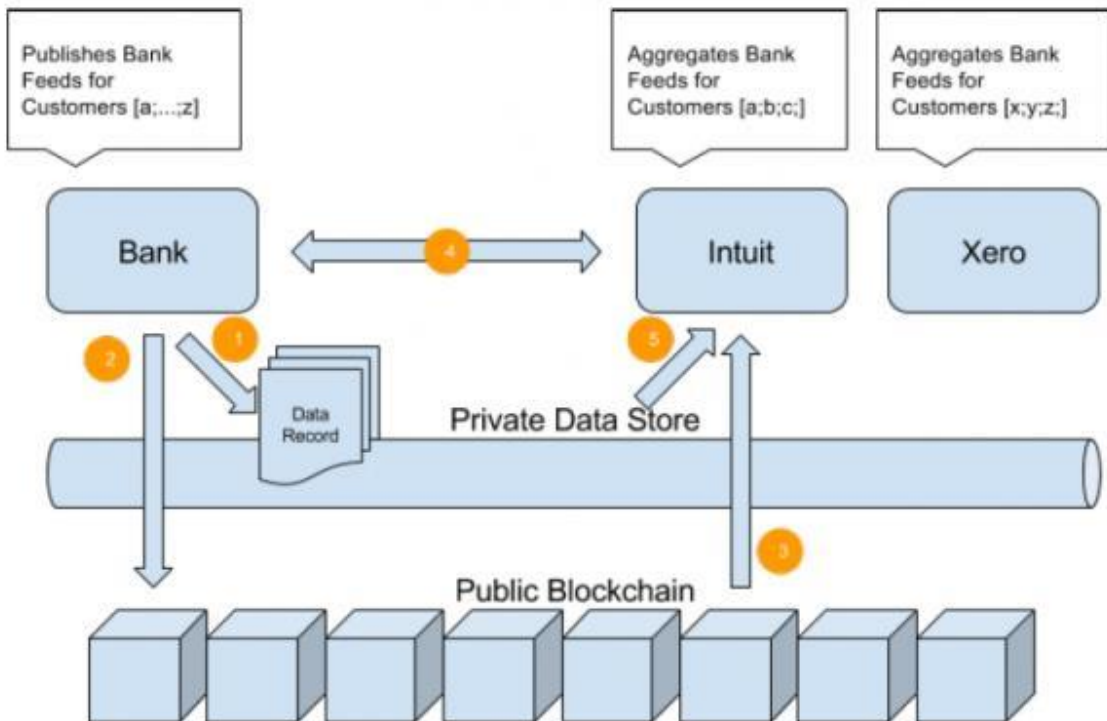 Publishes Bank
Feeds for
Customers [a;...;z]
Aggregates Bank
Feeds for
Customers [a;b;c;]
Aggregates Bank
Feeds for
Customers [x;y;z;]
Bank
4
Intuit
Xero
2
1
5
Data
Record
Private Data Store
3
Public Blockchain